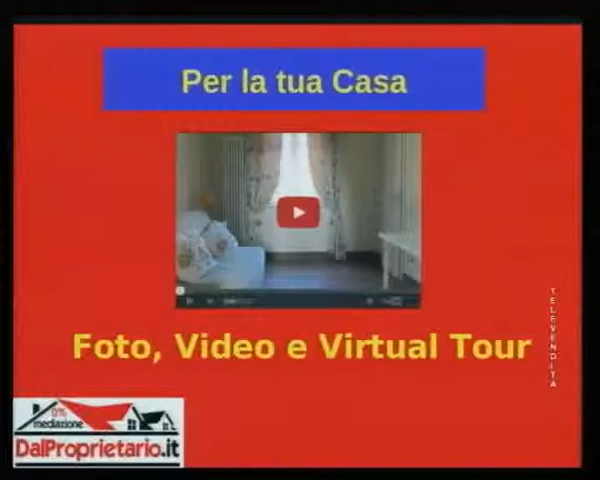 Per la tua Casa
Foto, Video e Virtual Tour
TELEVENDITA
0%
mediazione
DalProprietario.it